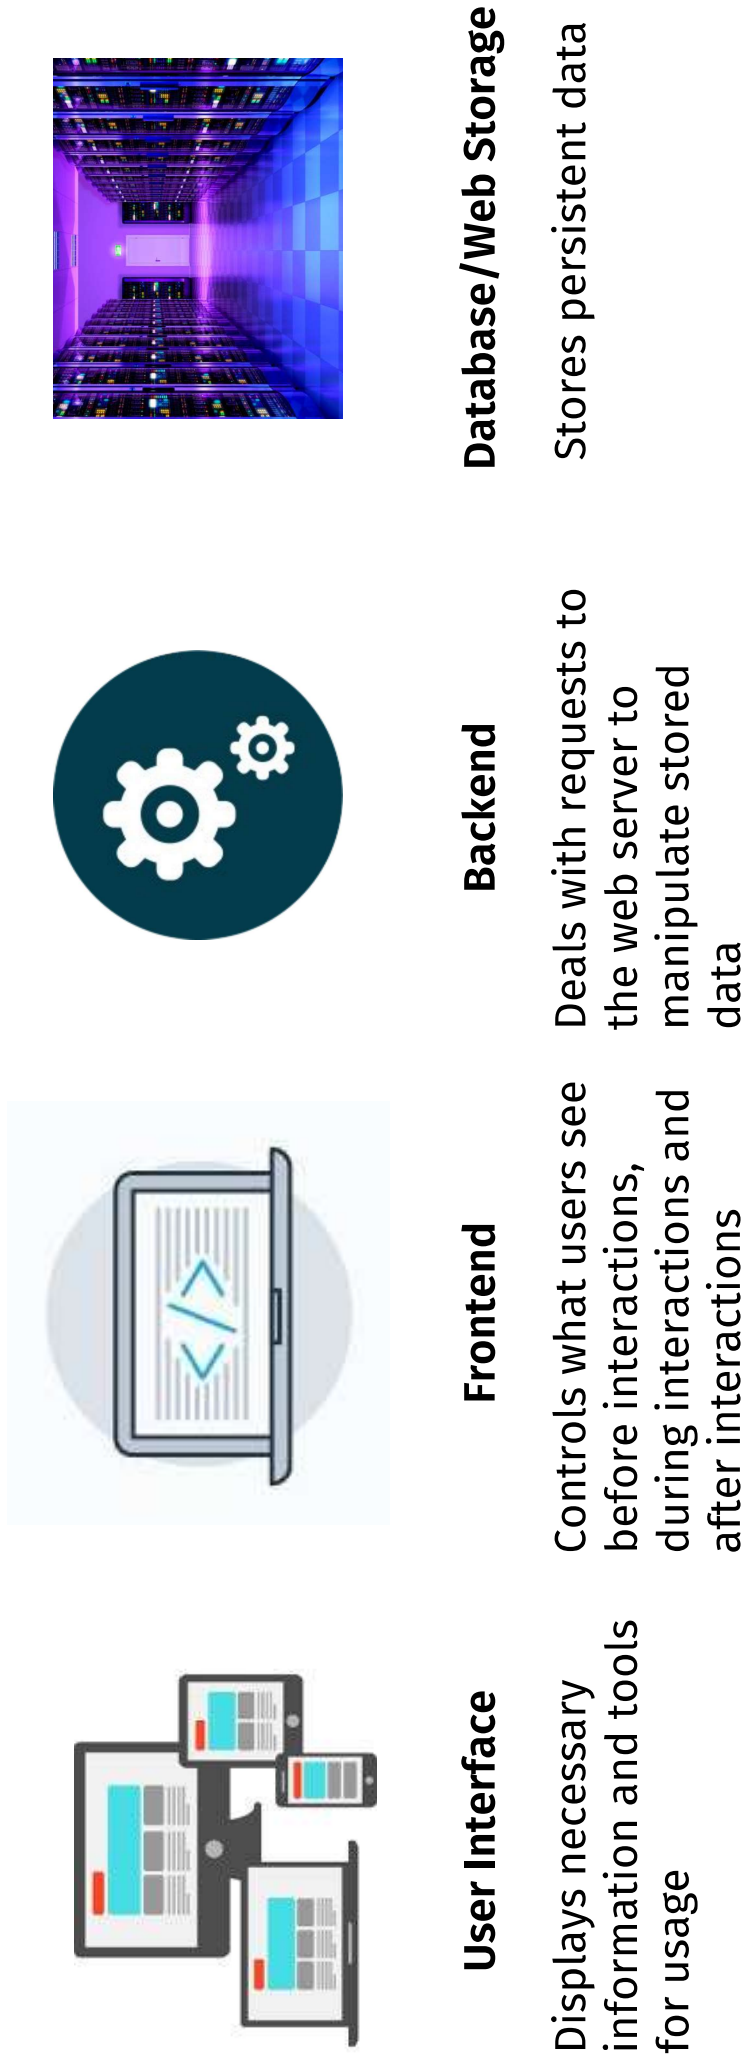 User Interface
Displays necessary
information and tools
for usage
Frontend
Controls what users see
before interactions,
during interactions and
after interactions
Backend
Deals with requests to
the web server to
manipulate stored
data
Database/Web Storage
Stores persistent data